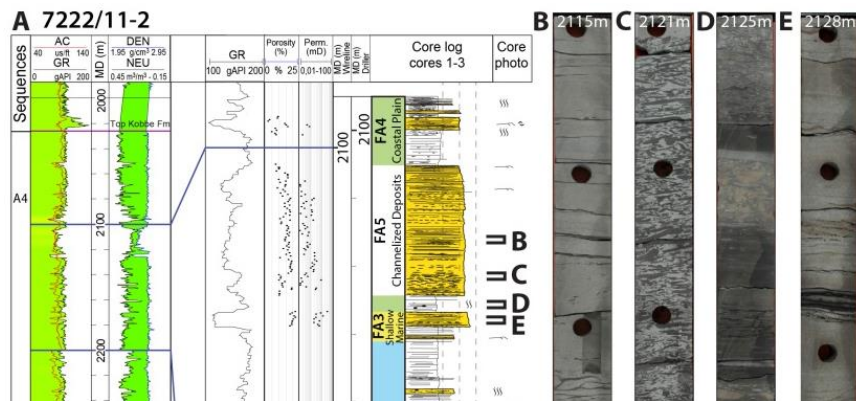 A 7222/11-2
Sequences
AC
40 us/ft 140
GR
0 gAPI 200
MD (m)
DEN
1.95 g/cm³ 2.95
NEU
0.45 m³/m³ - 0.15
GR
100 gAPI 200
Porosity (%)
0 % 25
Perm. (mD)
0,01-100
MD (m) Wireline
MD (m) Driller
Core log
cores 1-3
Core photo
2000
Top Kobbe Fm
A4
2100
2200
2100
2100
FA4
Coastal Plain
FA5
Channelized Deposits
FA3
Shallow Marine
B
C
D
E
B 2115m
C 2121m
D 2125m
E 2128m